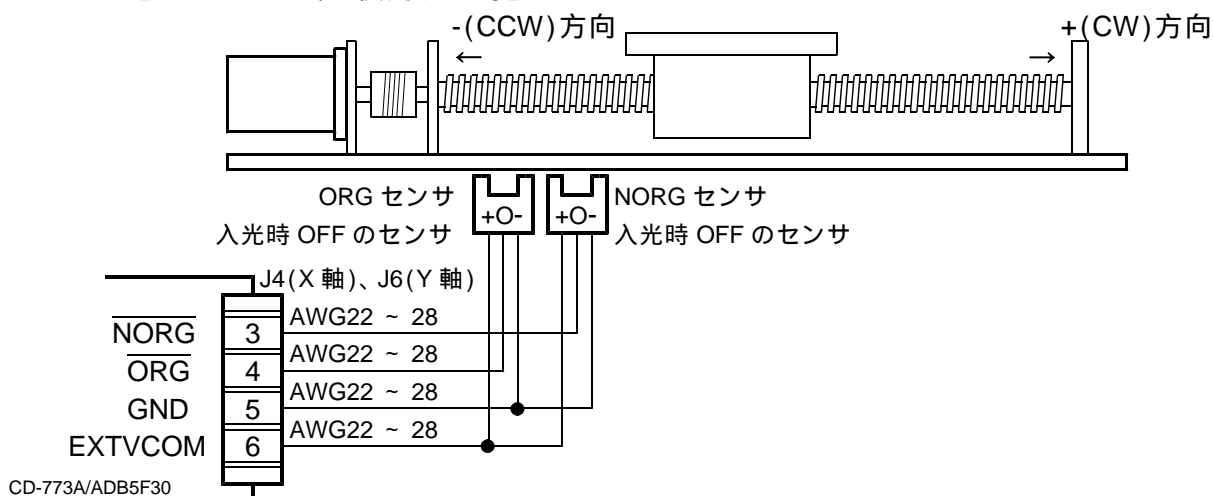 -(CCW)方向
+(CW)方向
←
→
ORG センサ
NORG センサ
+O-
+O-
入光時 OFF のセンサ
入光時 OFF のセンサ
J4(X 軸)、J6(Y 軸)
NORG
3
AWG22 ~ 28
ORG
4
AWG22 ~ 28
GND
5
AWG22 ~ 28
EXTVCOM
6
AWG22 ~ 28
CD-773A/ADB5F30